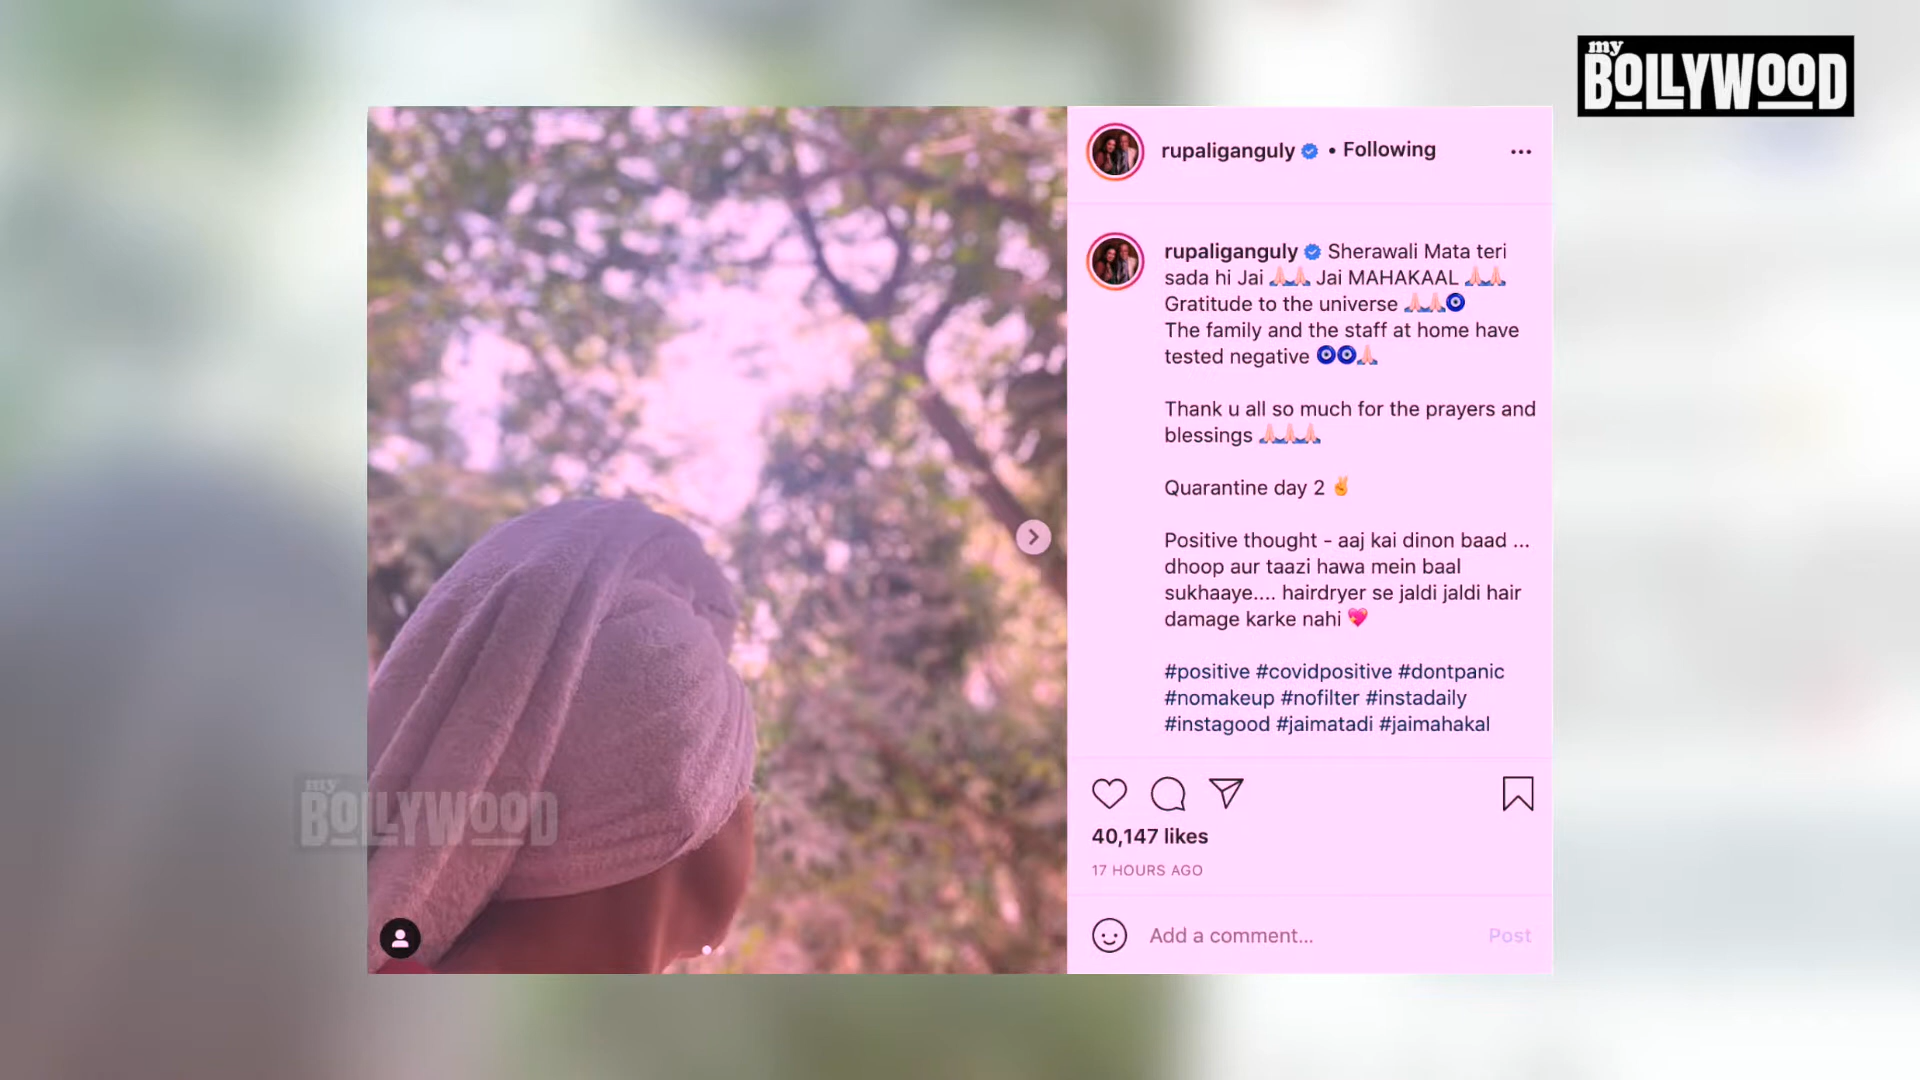 my
BOLLYWOOD
rupaliganguly • Following
rupaliganguly Sherawali Mata teri
sada hi Jai 🙏🏻🙏🏻 Jai MAHAKAAL 🙏🏻🙏🏻
Gratitude to the universe 🙏🏻🙏🏻🧿
The family and the staff at home have
tested negative 🧿🧿🙏🏻
Thank u all so much for the prayers and
blessings 🙏🏻🙏🏻🙏🏻
Quarantine day 2 ✌️
Positive thought - aaj kai dinon baad ...
dhoop aur taazi hawa mein baal
sukhaaye.... hairdryer se jaldi jaldi hair
damage karke nahi 💖
#positive #covidpositive #dontpanic
#nomakeup #nofilter #instadaily
#instagood #jaimatadi #jaimahakal
40,147 likes
17 HOURS AGO
Add a comment... Post
my
BOLLYWOOD